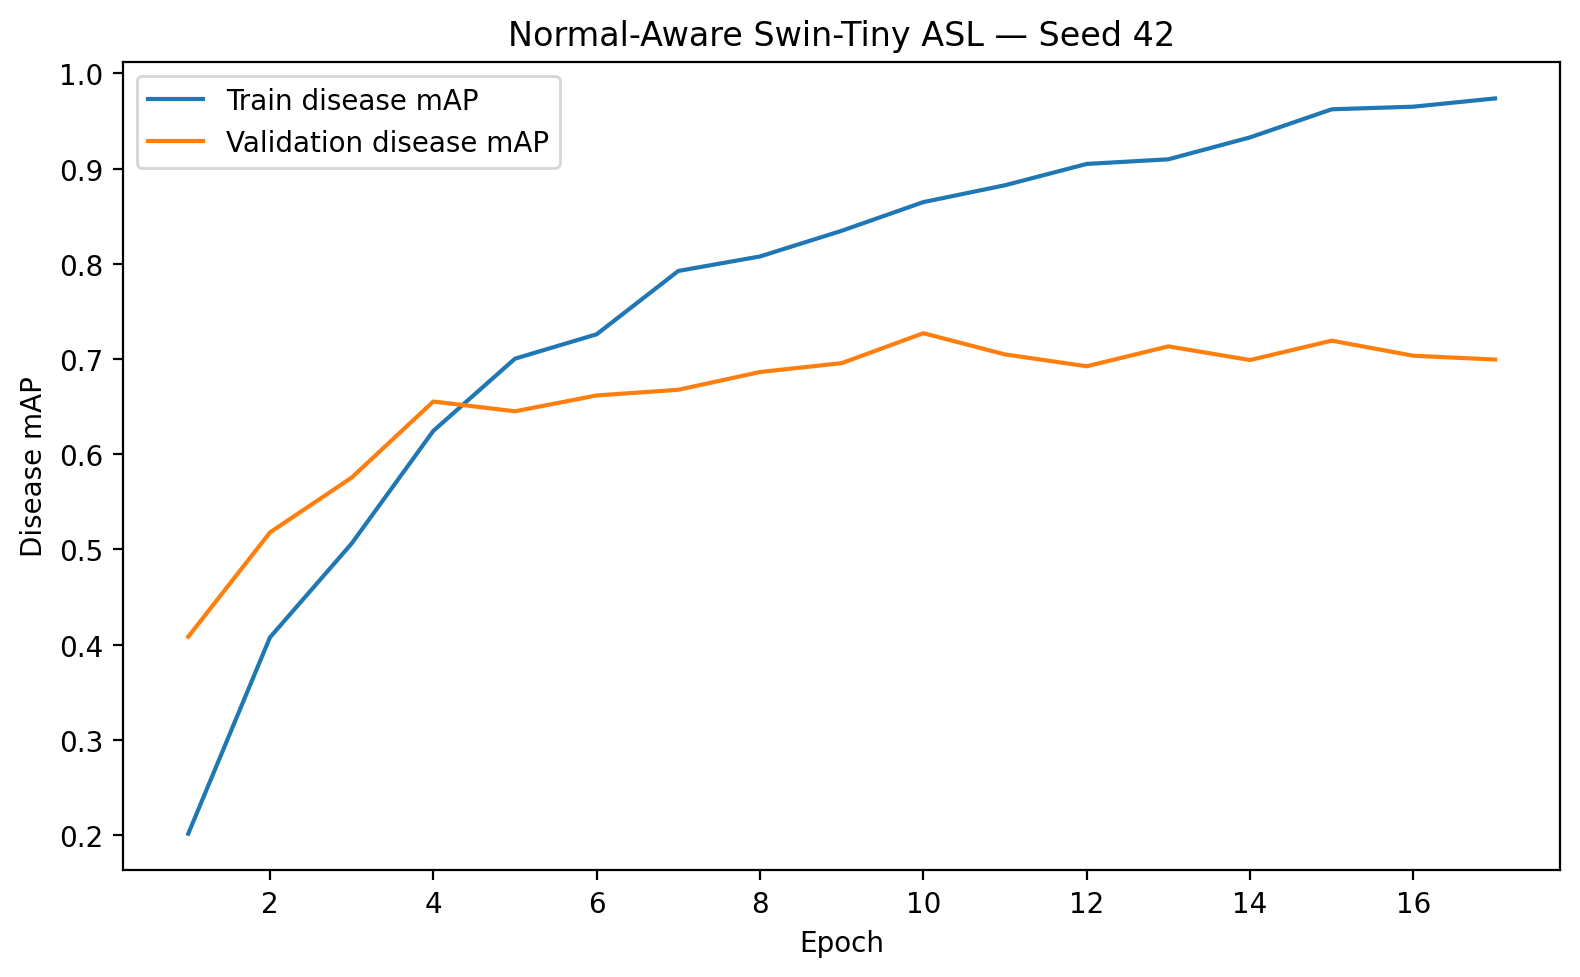 Normal-Aware Swin-Tiny ASL — Seed 42
Train disease mAP
Validation disease mAP
Disease mAP
1.0
0.9
0.8
0.7
0.6
0.5
0.4
0.3
0.2
2 4 6 8 10 12 14 16
Epoch